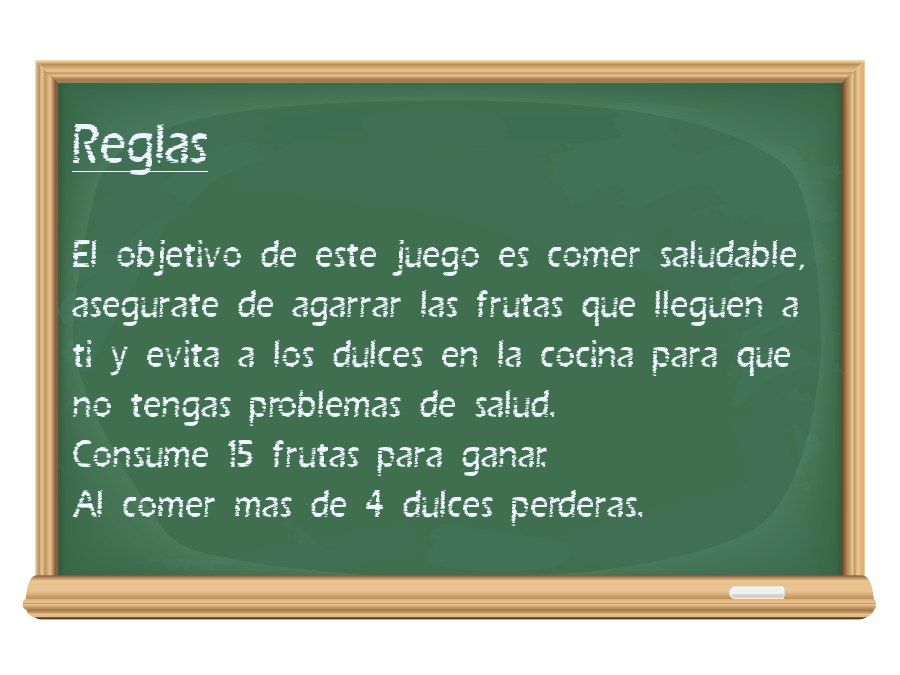 Reglas
El objetivo de este juego es comer saludable,
asegurate de agarrar las frutas que lleguen a
ti y evita a los dulces en la cocina para que
no tengas problemas de salud.
Consume 15 frutas para ganar.
Al comer mas de 4 dulces perderas.